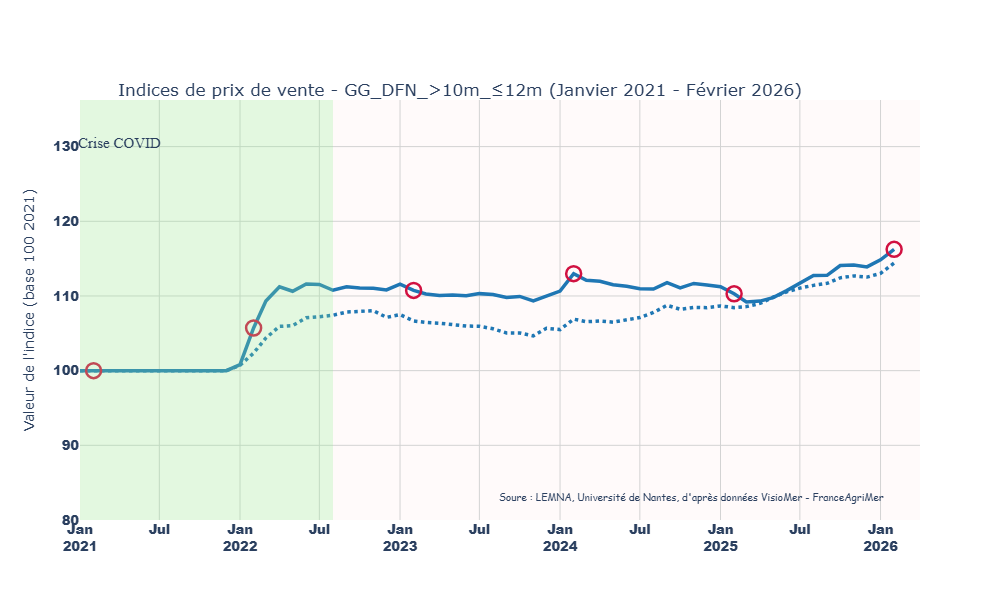 Indices de prix de vente - GG_DFN_>10m_≤12m (Janvier 2021 - Février 2026)
Valeur de l'indice (base 100 2021)
130
Crise COVID
120
110
100
90
80
Soure : LEMNA, Université de Nantes, d'après données VisioMer - FranceAgriMer
Jan Jul Jan Jul Jan Jul Jan Jul Jan Jul Jan
2021 2022 2023 2024 2025 2026